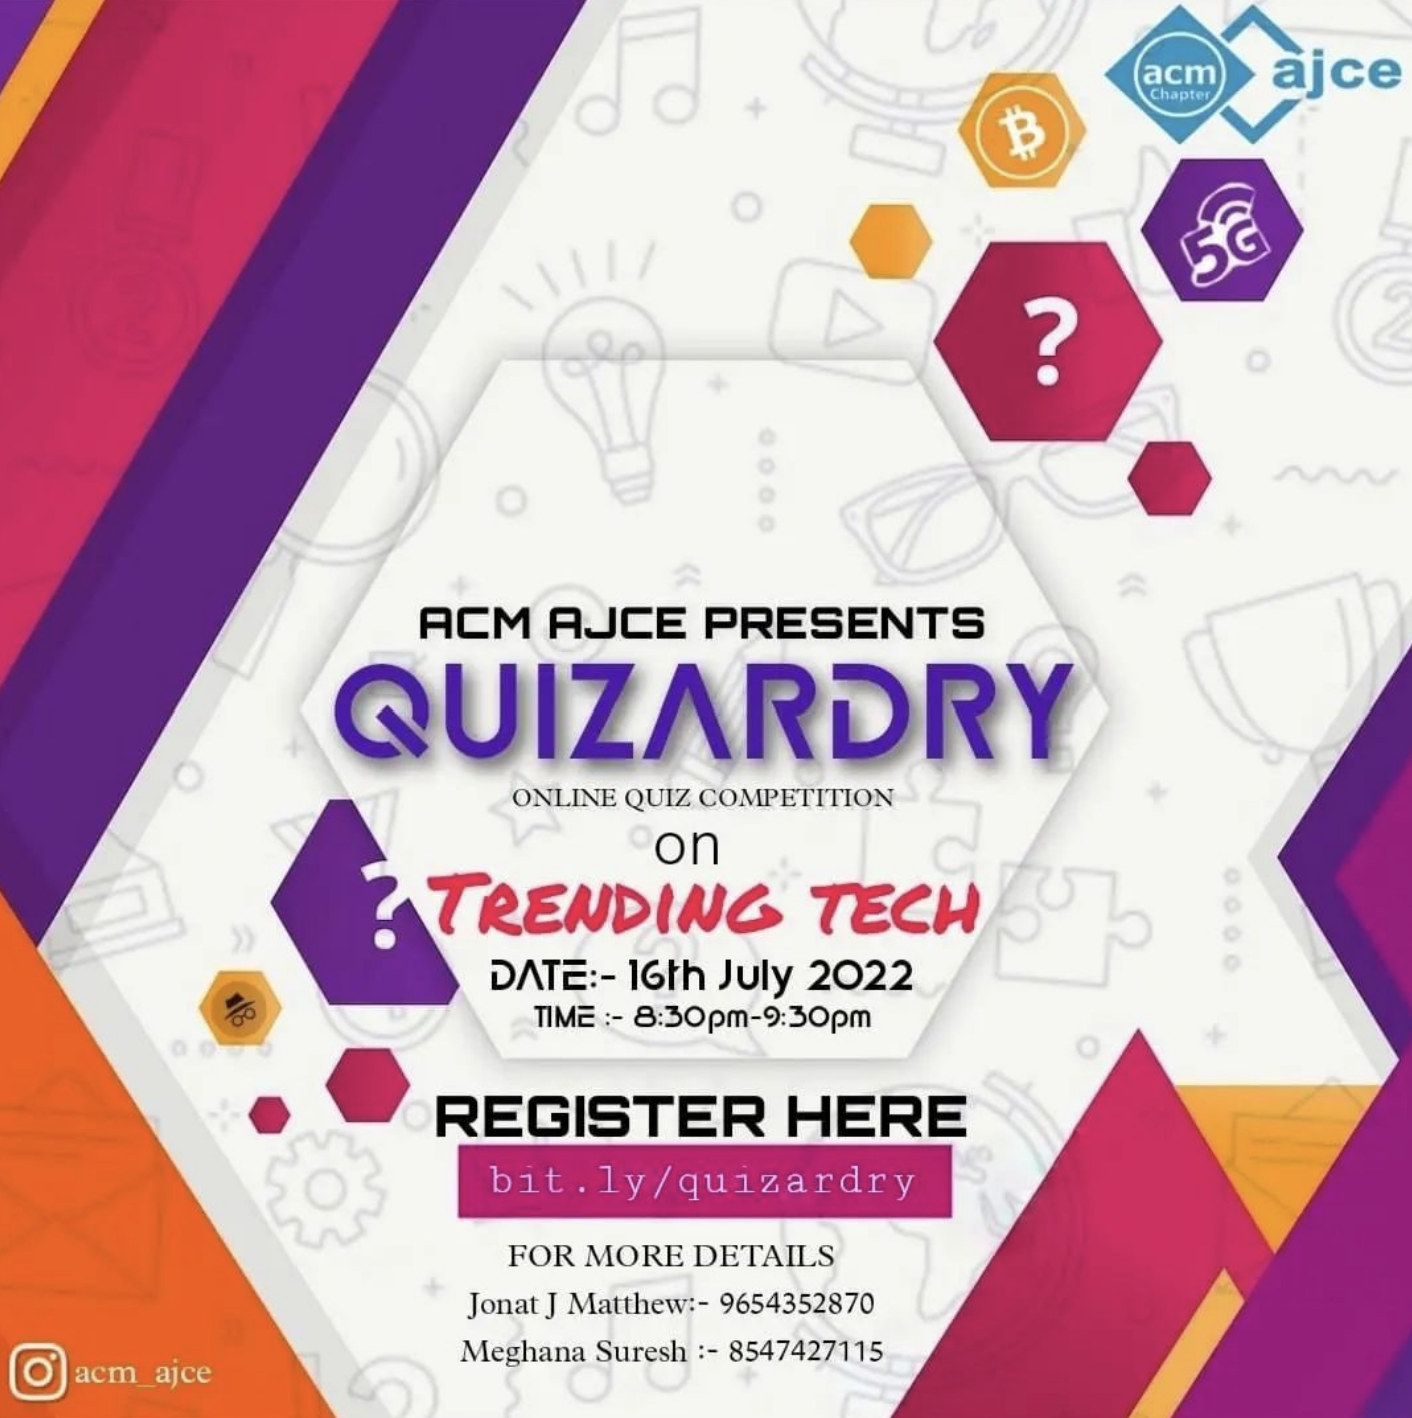 acm
Chapter
ajce
5G
?
ACM AJCE PRESENTS
QUIZARDRY
ONLINE QUIZ COMPETITION
on
?
TRENDING TECH
DATE:- 16th July 2022
TIME :- 8:30pm-9:30pm
REGISTER HERE
bit.ly/quizardry
FOR MORE DETAILS
Jonat J Matthew:- 9654352870
Meghana Suresh :- 8547427115
acm_ajce